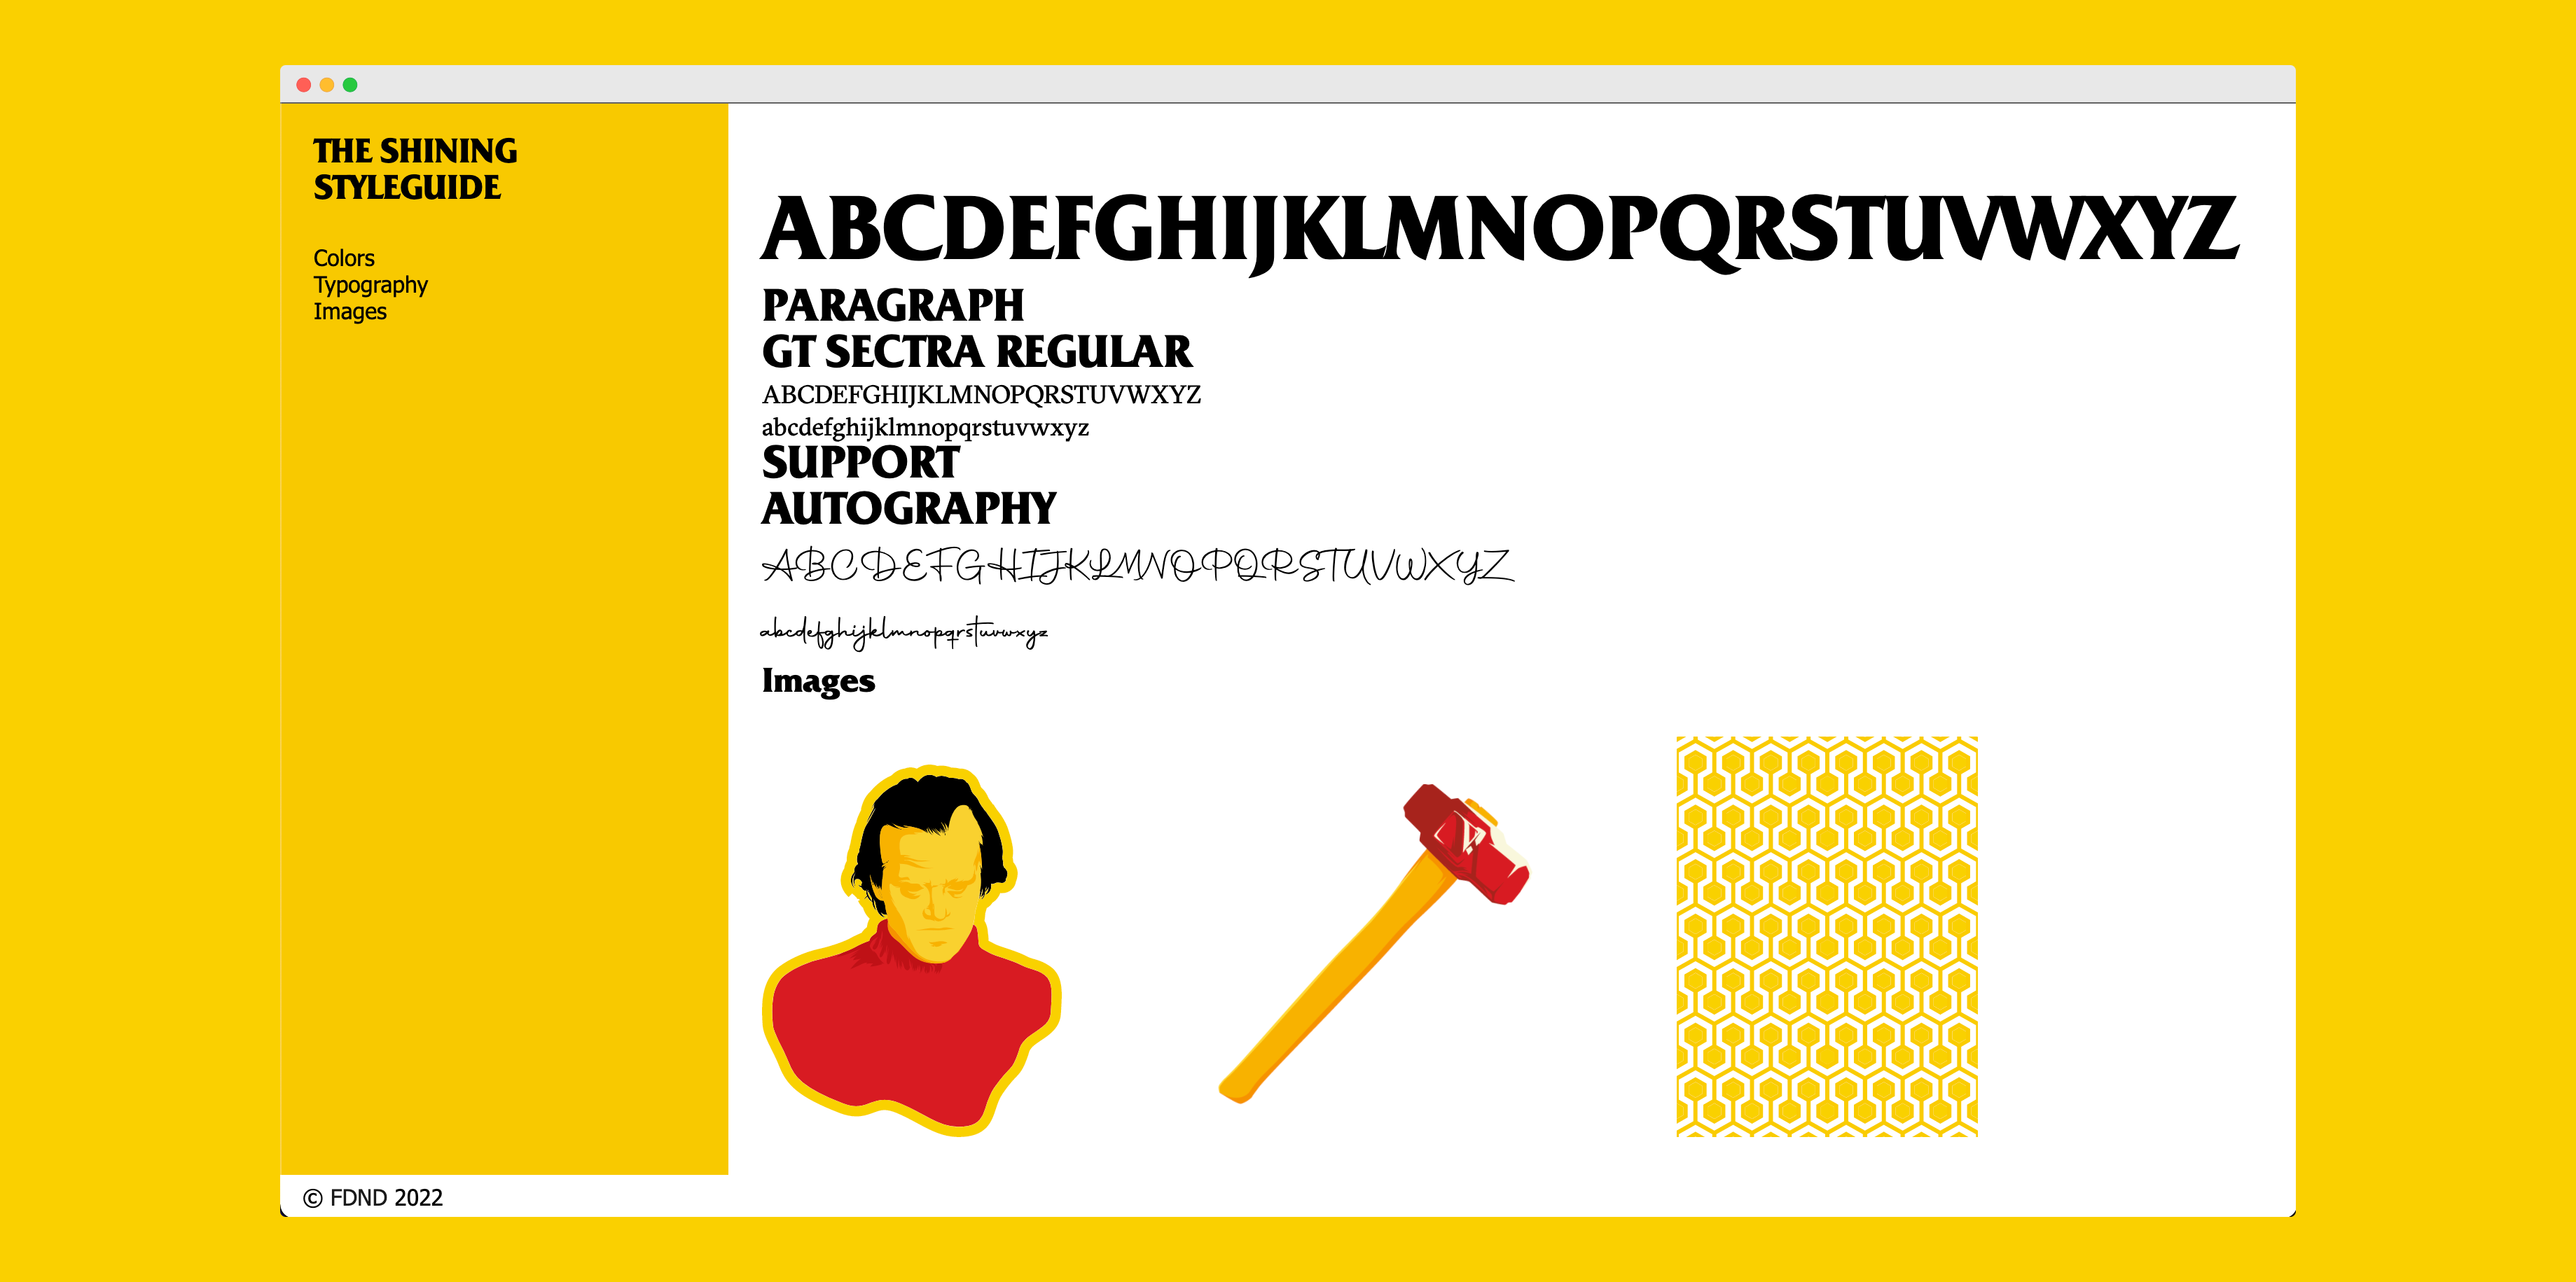 THE SHINING
STYLEGUIDE
Colors
Typography
Images
ABCDEFGHIJKLMNOPQRSTUVWXYZ
PARAGRAPH
GT SECTRA REGULAR
ABCDEFGHIJKLMNOPQRSTUVWXYZ
abcdefghijklmnopqrstuvwxyz
SUPPORT
AUTOGRAPHY
ABCDEFGHIJKLMNOPQRSTUVWXYZ
abcdefghijklmnopqrstuvwxyz
Images
© FDND 2022